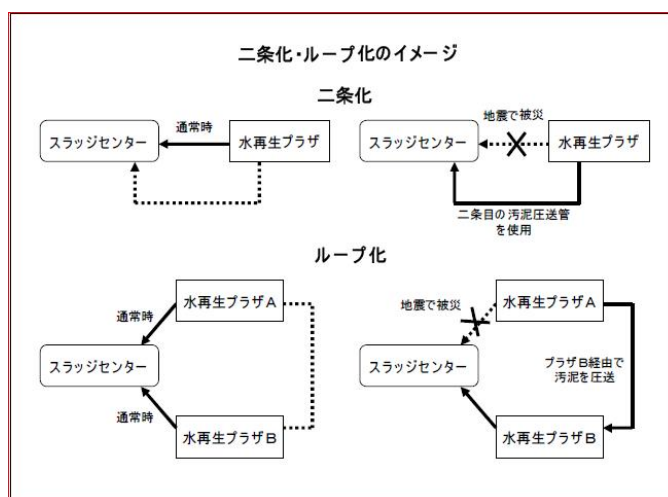 二条化・ループ化のイメージ
二条化
スラッジセンター
通常時
水再生プラザ
スラッジセンター
地震で被災
水再生プラザ
二条目の汚泥圧送管
を使用
ループ化
水再生プラザA
通常時
スラッジセンター
通常時
水再生プラザB
地震で被災
水再生プラザA
スラッジセンター
プラザB経由で
汚泥を圧送
水再生プラザB